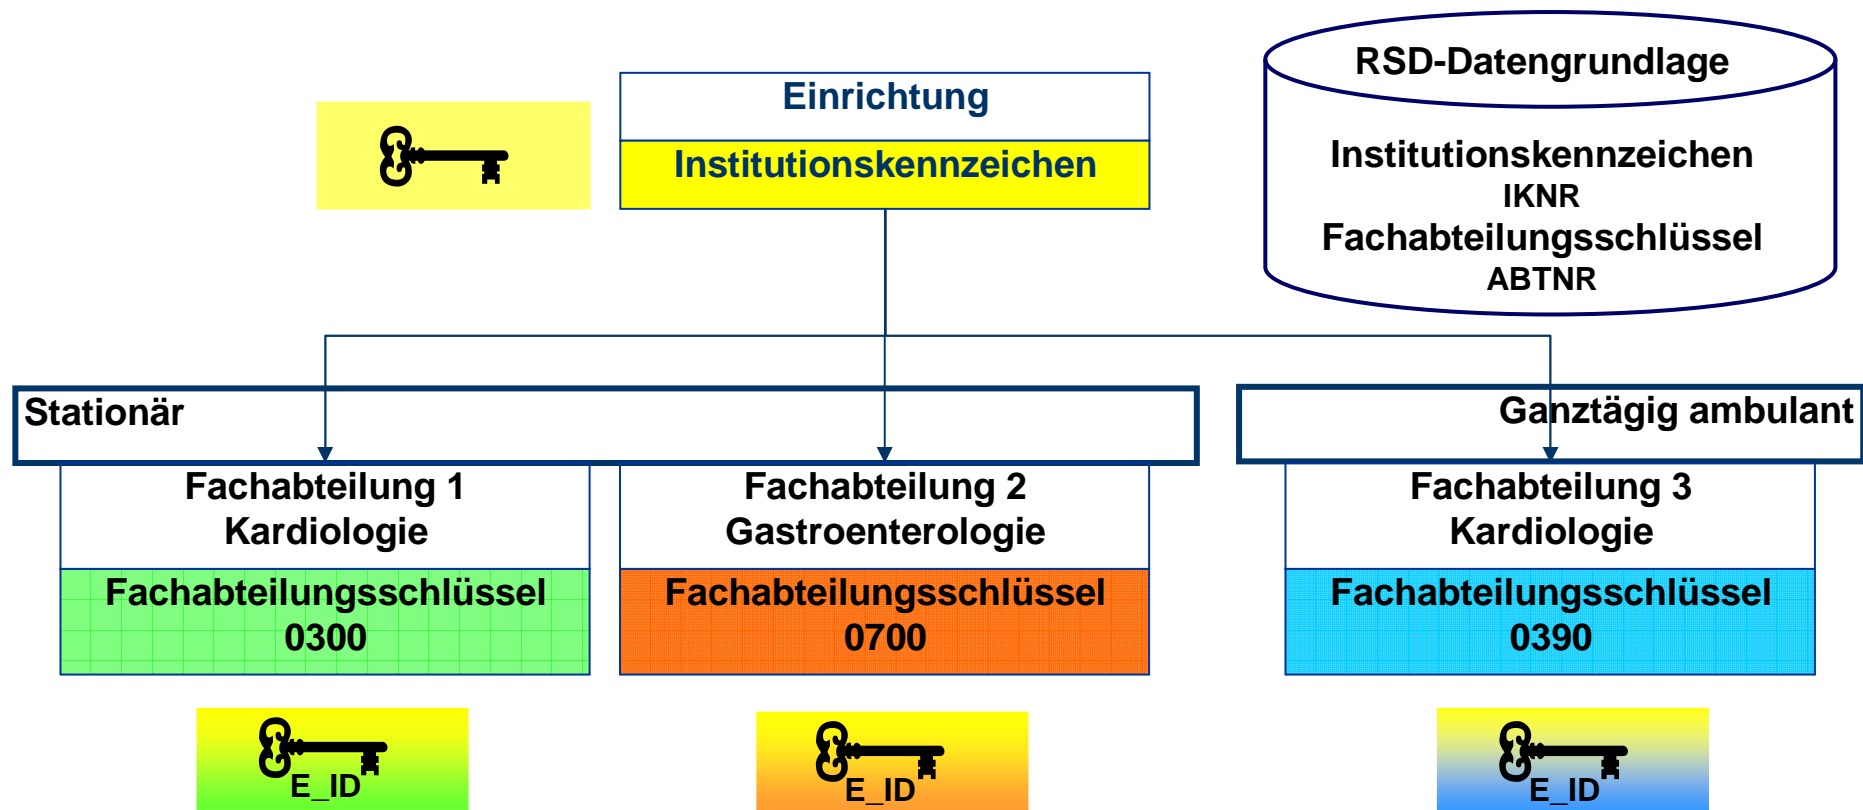 Einrichtung
Institutionskennzeichen
RSD-Datengrundlage
Institutionskennzeichen
IKNR
Fachabteilungsschlüssel
ABTNR
Stationär
Ganztägig ambulant
Fachabteilung 1
Kardiologie
Fachabteilungsschlüssel
0300
Fachabteilung 2
Gastroenterologie
Fachabteilungsschlüssel
0700
Fachabteilung 3
Kardiologie
Fachabteilungsschlüssel
0390
E_ID
E_ID
E_ID